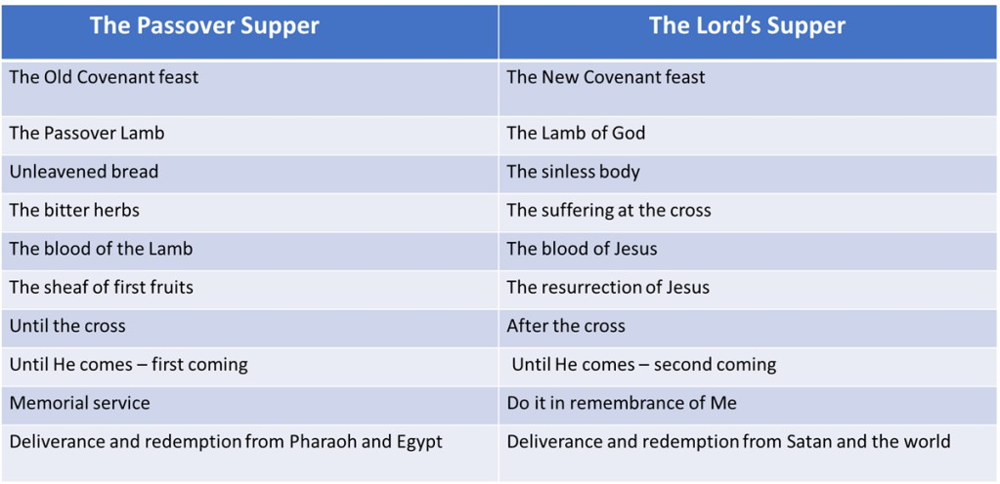 The Passover Supper The Lord's Supper
The Old Covenant feast The New Covenant feast
The Passover Lamb The Lamb of God
Unleavened bread The sinless body
The bitter herbs The suffering at the cross
The blood of the Lamb The blood of Jesus
The sheaf of first fruits The resurrection of Jesus
Until the cross After the cross
Until He comes – first coming Until He comes – second coming
Memorial service Do it in remembrance of Me
Deliverance and redemption from Pharaoh and Egypt Deliverance and redemption from Satan and the world